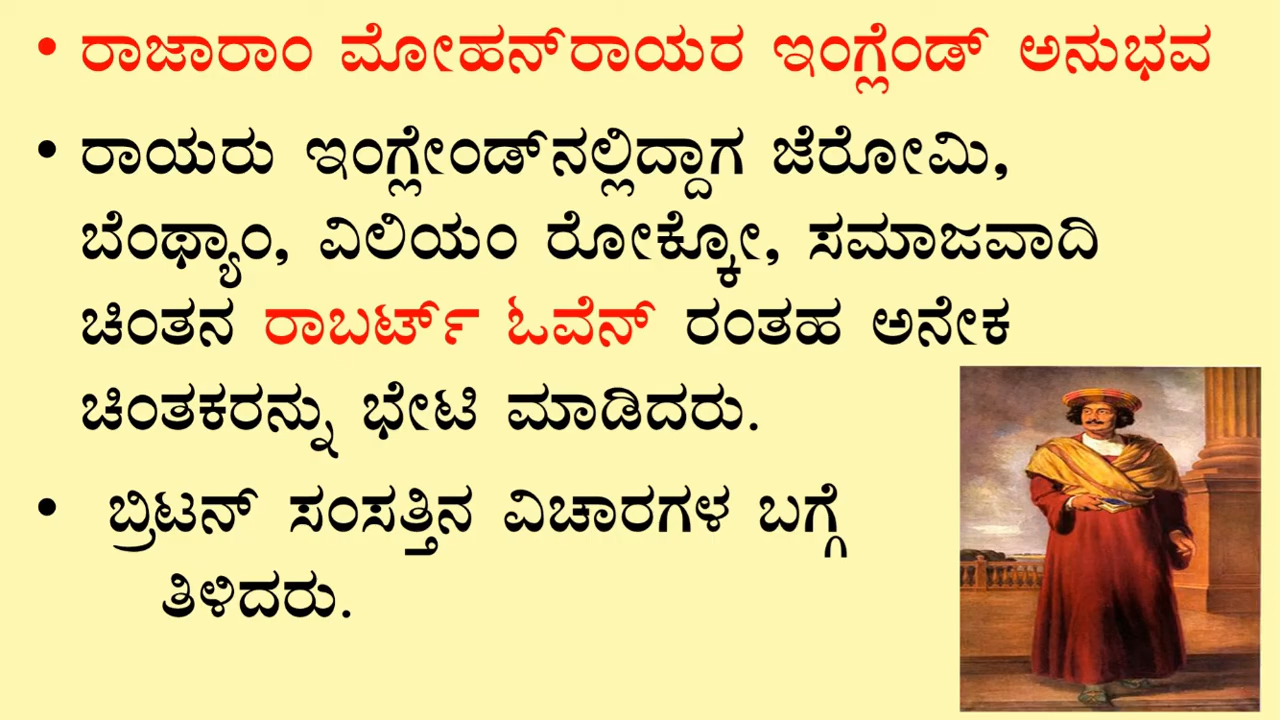 • ರಾಜಾರಾಂ ಮೋಹನ್‌ರಾಯರ ಇಂಗ್ಲೆಂಡ್ ಅನುಭವ
• ರಾಯರು ಇಂಗ್ಲೇಂಡ್‌ನಲ್ಲಿದ್ದಾಗ ಜೆರೋಮಿ,
ಬೆಂಥ್ಯಾಂ, ವಿಲಿಯಂ ರೋಕ್ಕೋ, ಸಮಾಜವಾದಿ
ಚಿಂತನ ರಾಬರ್ಟ್ ಓವೆನ್ ರಂತಹ ಅನೇಕ
ಚಿಂತಕರನ್ನು ಭೇಟಿ ಮಾಡಿದರು.
• ಬ್ರಿಟನ್ ಸಂಸತ್ತಿನ ವಿಚಾರಗಳ ಬಗ್ಗೆ
ತಿಳಿದರು.